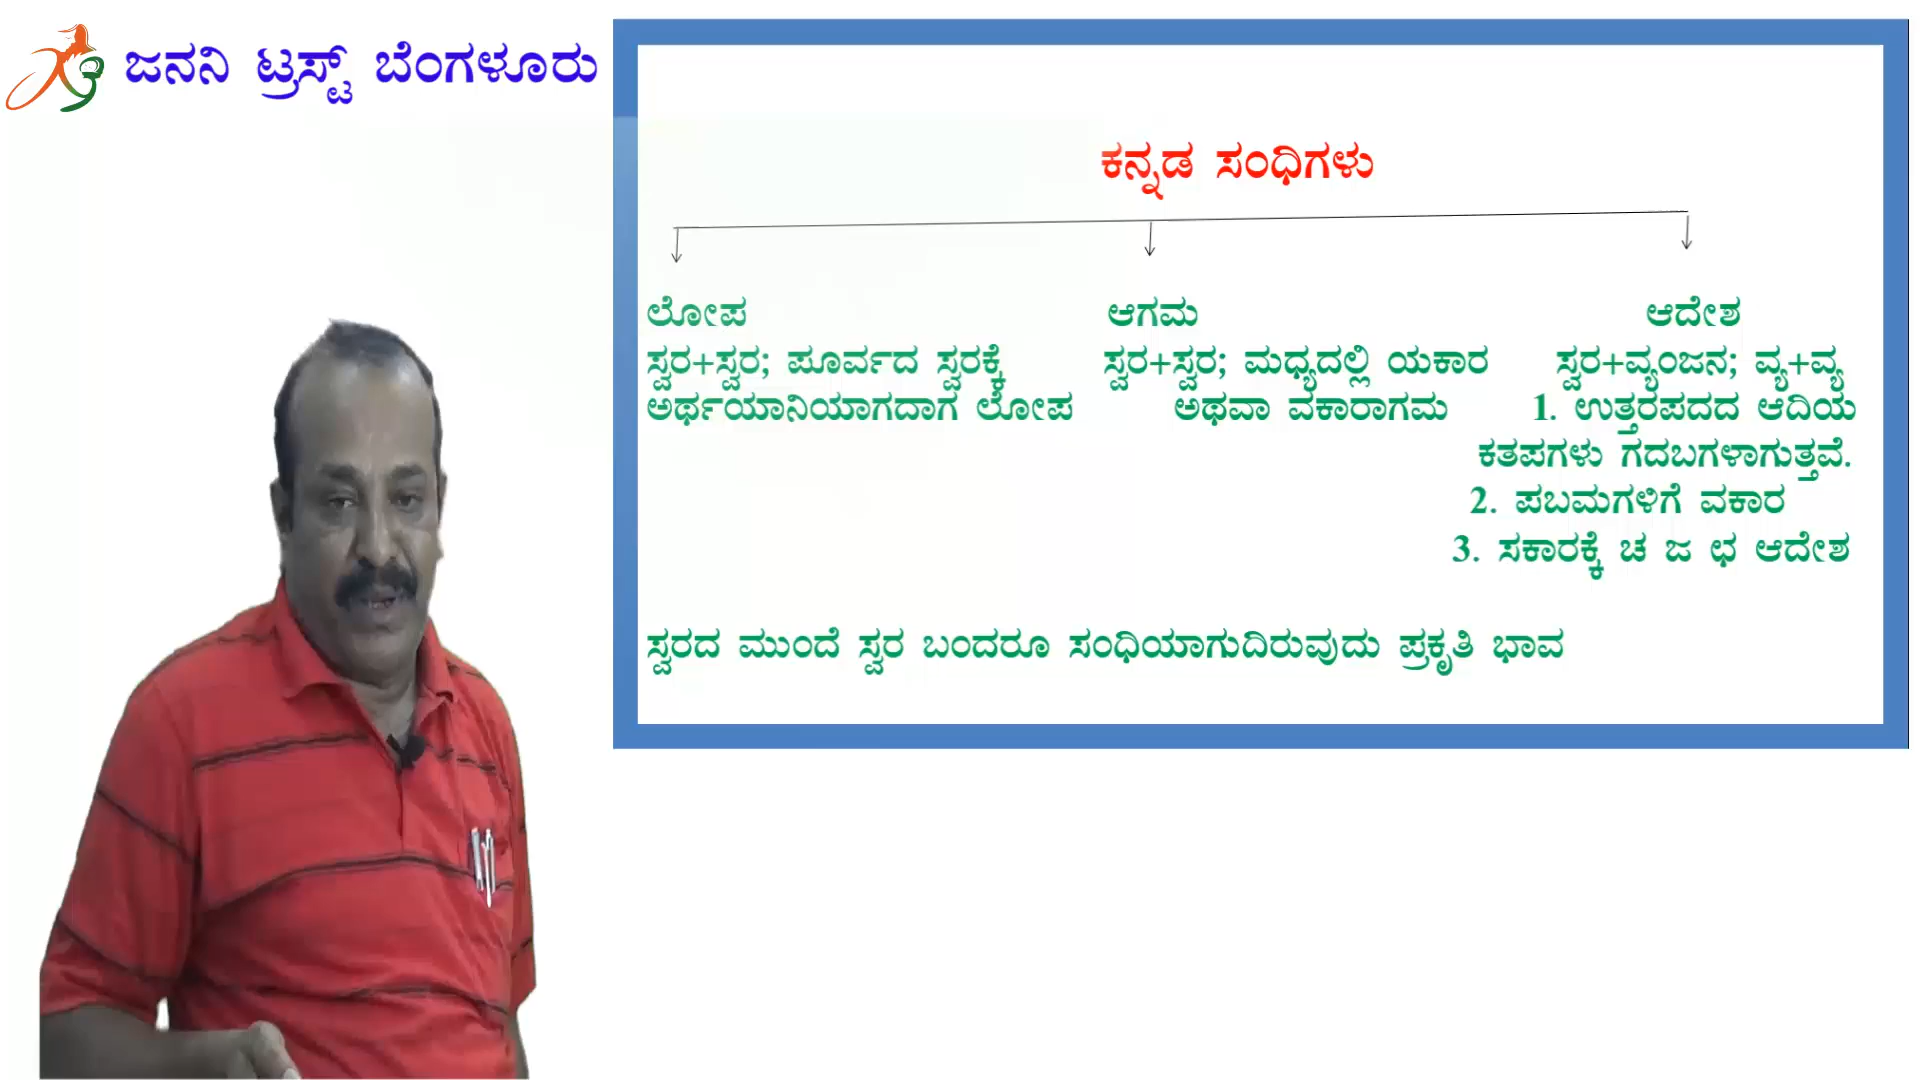 ಜನನಿ ಟ್ರಸ್ಟ್ ಬೆಂಗಳೂರು
ಕನ್ನಡ ಸಂಧಿಗಳು
ಲೋಪ ಆಗಮ ಆದೇಶ
ಸ್ವರ+ಸ್ವರ; ಪೂರ್ವದ ಸ್ವರಕ್ಕೆ ಸ್ವರ+ಸ್ವರ; ಮಧ್ಯದಲ್ಲಿ ಯಕಾರ ಸ್ವರ+ವ್ಯಂಜನ; ವ್ಯ+ವ್ಯ
ಅರ್ಥಯಾನಿಯಾಗದಾಗ ಲೋಪ ಅಥವಾ ವಕಾರಾಗಮ 1. ಉತ್ತರಪದದ ಆದಿಯ
ಕತಪಗಳು ಗದಬಗಳಾಗುತ್ತವೆ.
2. ಪಬಮಗಳಿಗೆ ವಕಾರ
3. ಸಕಾರಕ್ಕೆ ಚ ಜ ಛ ಆದೇಶ
ಸ್ವರದ ಮುಂದೆ ಸ್ವರ ಬಂದರೂ ಸಂಧಿಯಾಗುದಿರುವುದು ಪ್ರಕೃತಿ ಭಾವ